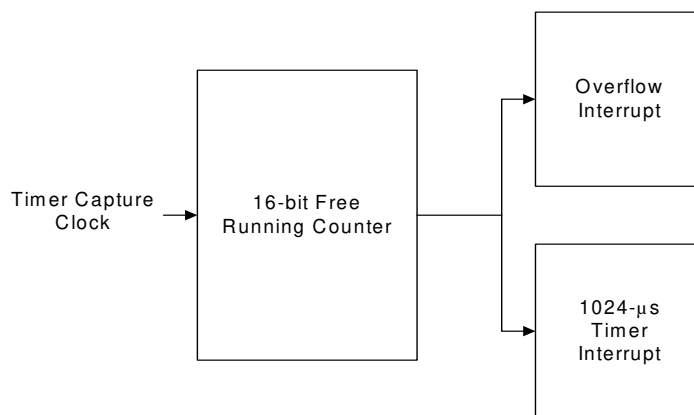 Timer Capture
Clock
16-bit Free
Running Counter
Overflow
Interrupt
1024-μs
Timer
Interrupt